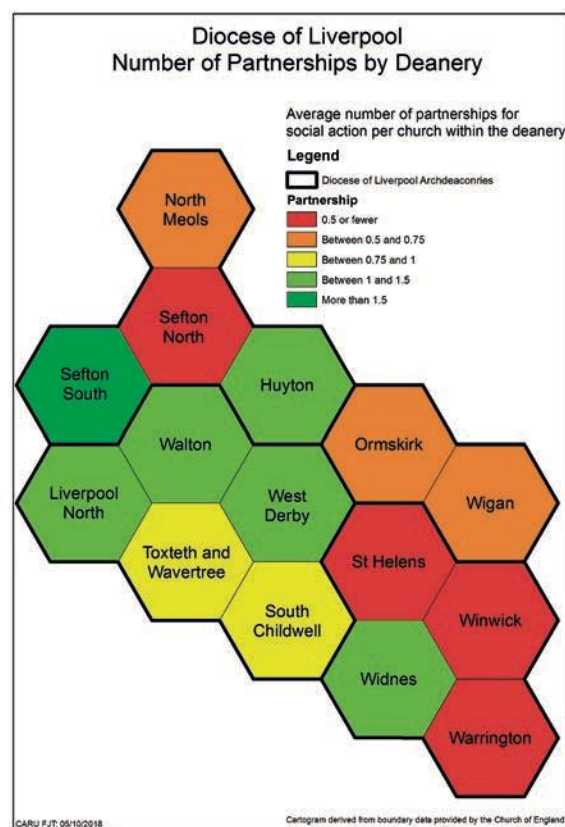 Diocese of Liverpool
Number of Partnerships by Deanery
Average number of partnerships for
social action per church within the deanery
Legend
Diocese of Liverpool Archdeaconries
Partnership
0.5 or fewer
Between 0.5 and 0.75
Between 0.75 and 1
Between 1 and 1.5
More than 1.5
North
Meols
Sefton
North
Sefton
South
Huyton
Walton
Ormskirk
Liverpool
North
West
Derby
Wigan
Toxteth and
Wavertree
St Helens
South
Childwell
Winwick
Widnes
Warrington
CARU FJT: 05/10/2018
Cartogram derived from boundary data provided by the Church of England